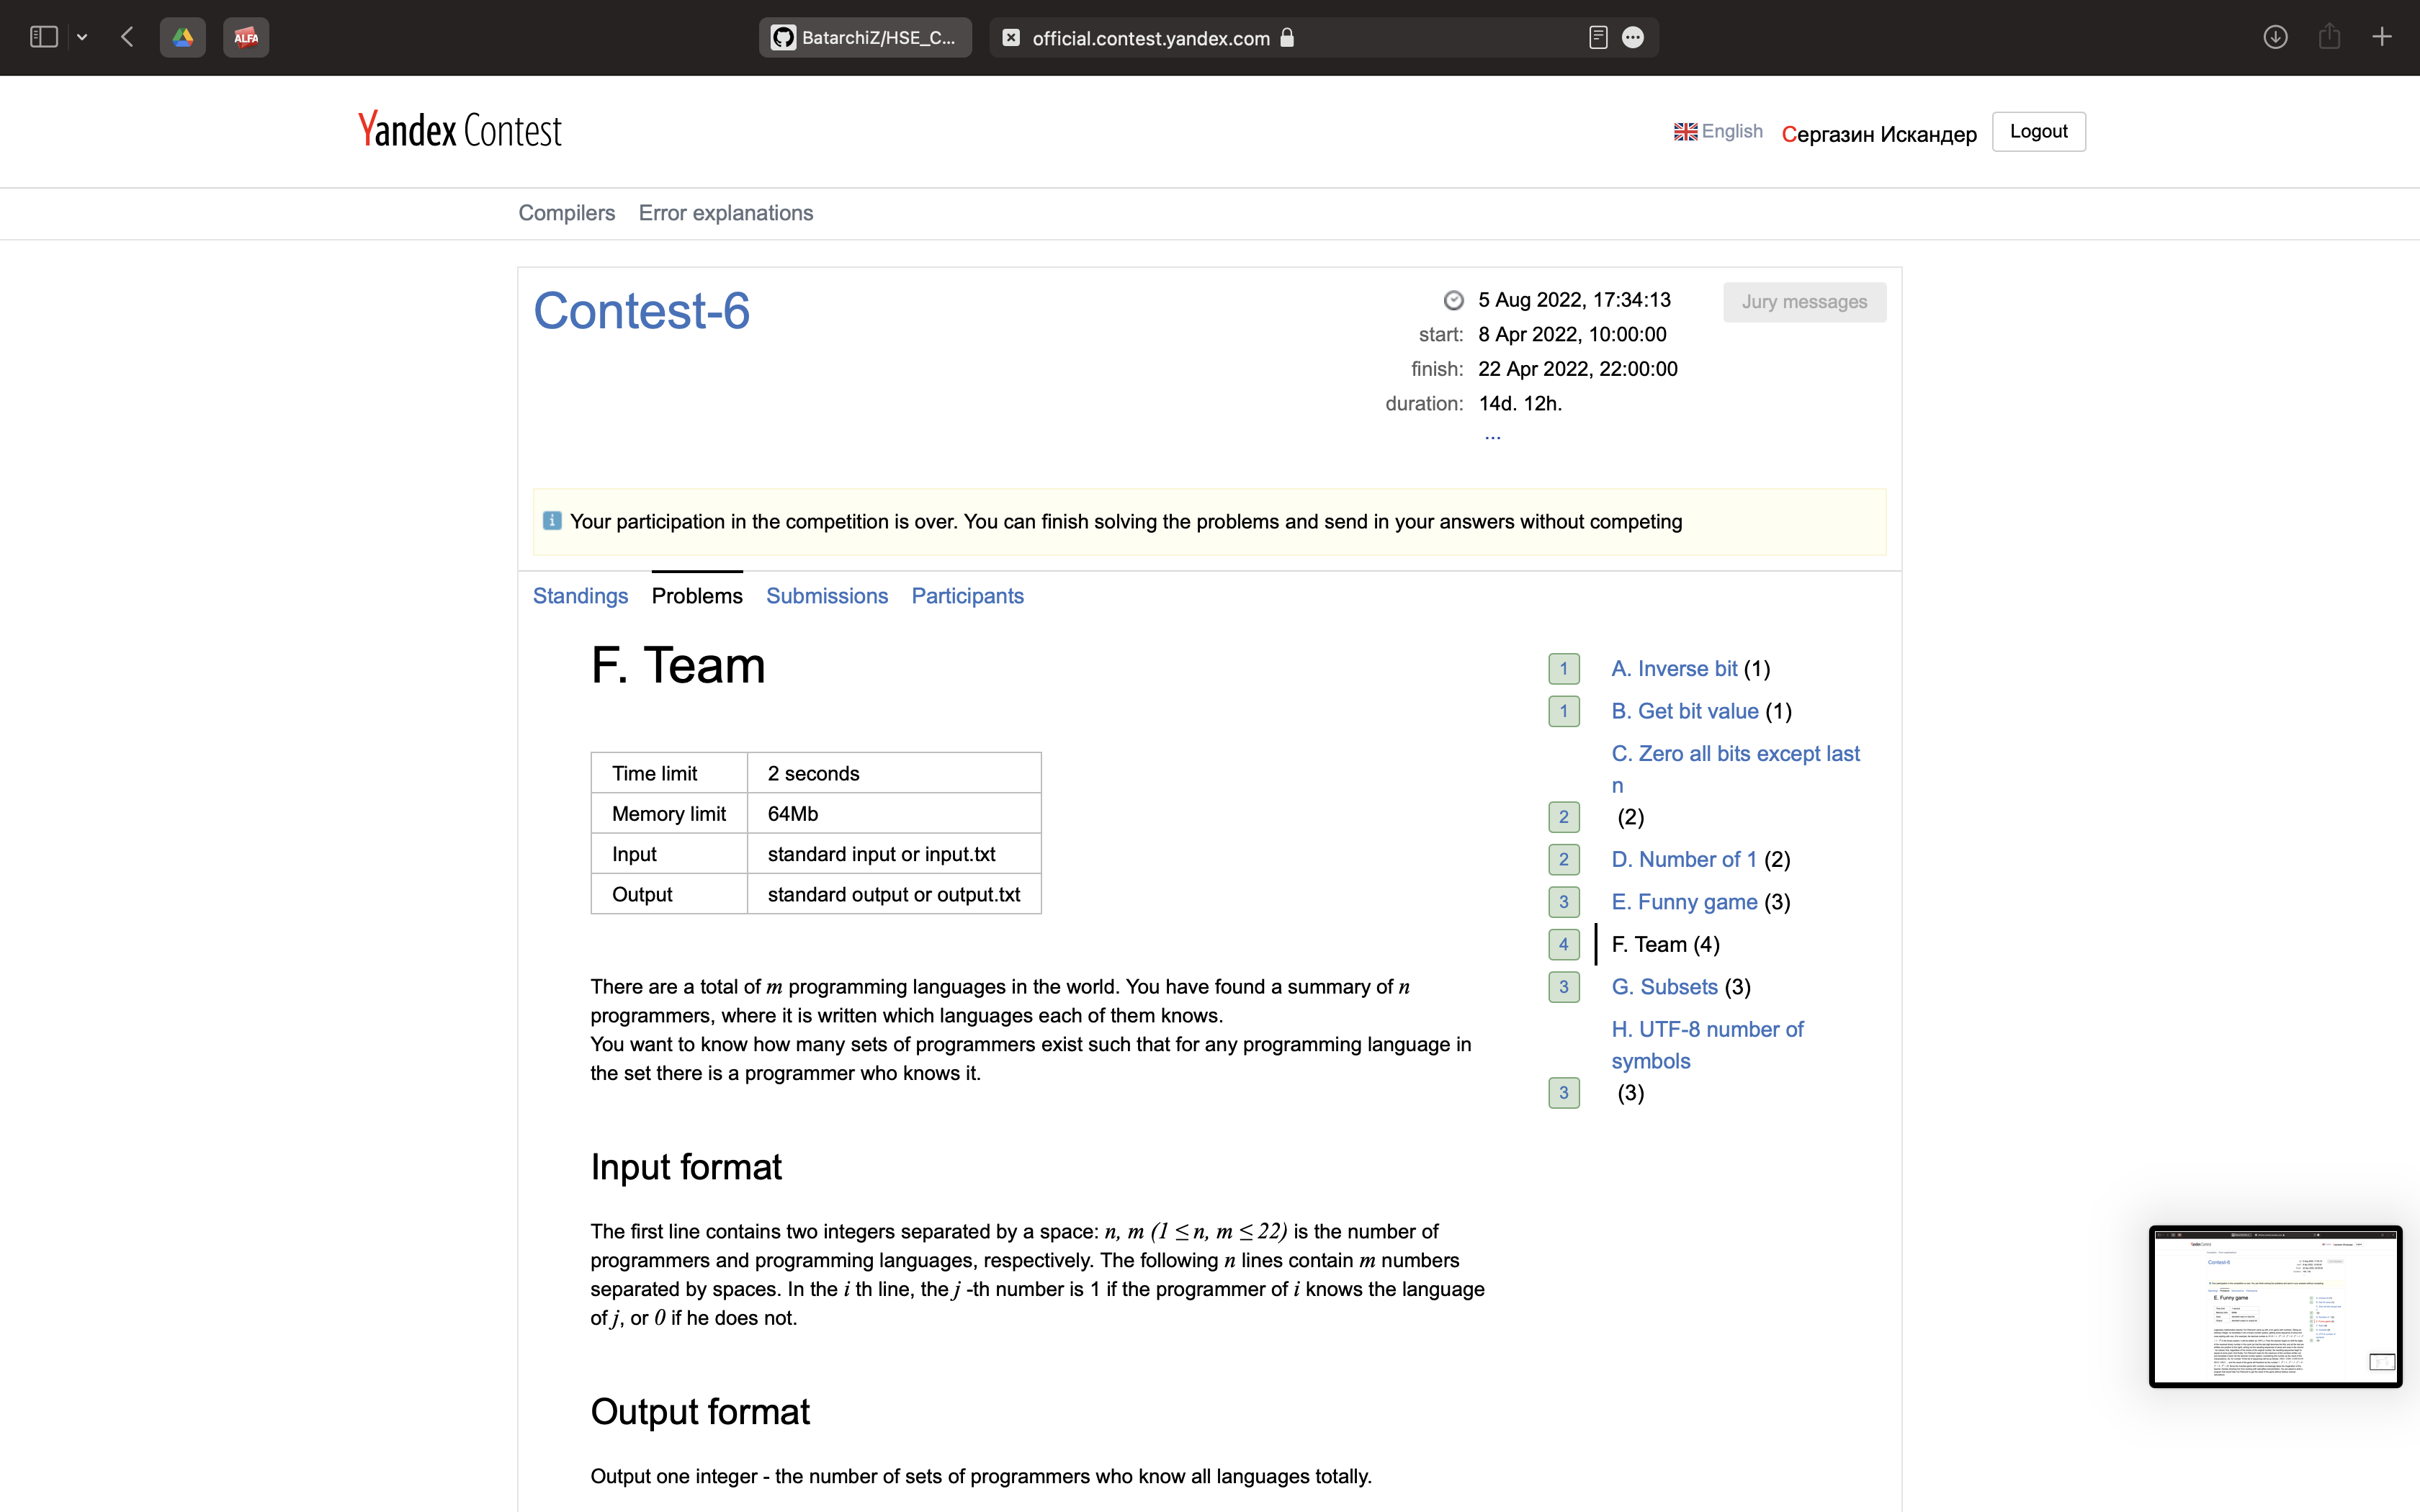 ALFA
BatarchiZ/HSE_C...
official.contest.yandex.com
Yandex Contest
English
Сергазин Искандер
Logout
Compilers
Error explanations
Contest-6
5 Aug 2022, 17:34:13
Jury messages
start: 8 Apr 2022, 10:00:00
finish: 22 Apr 2022, 22:00:00
duration: 14d. 12h.
...
Your participation in the competition is over. You can finish solving the problems and send in your answers without competing
Standings
Problems
Submissions
Participants
F. Team
Time limit 2 seconds
Memory limit 64Mb
Input standard input or input.txt
Output standard output or output.txt
There are a total of m programming languages in the world. You have found a summary of n
programmers, where it is written which languages each of them knows.
You want to know how many sets of programmers exist such that for any programming language in
the set there is a programmer who knows it.
Input format
The first line contains two integers separated by a space: n, m (1 ≤ n, m ≤ 22) is the number of
programmers and programming languages, respectively. The following n lines contain m numbers
separated by spaces. In the i th line, the j -th number is 1 if the programmer of i knows the language
of j, or 0 if he does not.
Output format
Output one integer - the number of sets of programmers who know all languages totally.
1 A. Inverse bit (1)
1 B. Get bit value (1)
C. Zero all bits except last
n
2 (2)
2 D. Number of 1 (2)
3 E. Funny game (3)
4 F. Team (4)
3 G. Subsets (3)
H. UTF-8 number of
symbols
3 (3)
Contest-6
E. Funny game